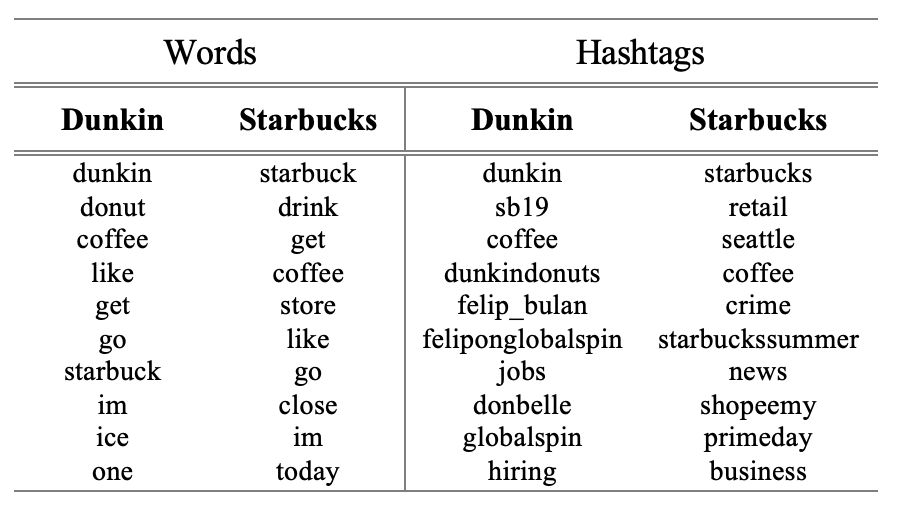 Words Hashtags
Dunkin Starbucks Dunkin Starbucks
dunkin starbuck dunkin starbucks
donut drink sb19 retail
coffee get coffee seattle
like coffee dunkindonuts coffee
get store felip_bulan crime
go like feliponglobalspin starbuckssummer
starbuck go jobs news
im close donbelle shopeemy
ice im globalspin primeday
one today hiring business